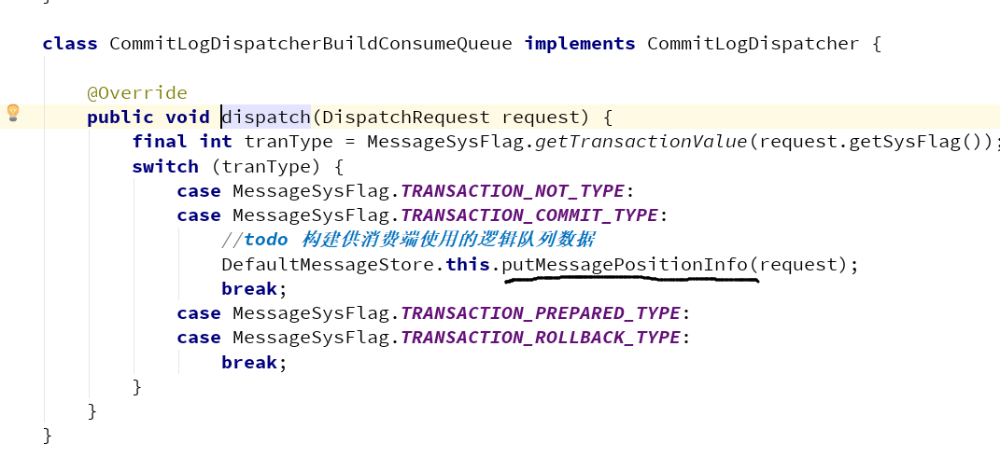 }
class CommitLogDispatcherBuildConsumeQueue implements CommitLogDispatcher {
@Override
public void dispatch(DispatchRequest request) {
final int tranType = MessageSysFlag.getTransactionValue(request.getSysFlag());
switch (tranType) {
case MessageSysFlag.TRANSACTION_NOT_TYPE:
case MessageSysFlag.TRANSACTION_COMMIT_TYPE:
//todo 构建供消费端使用的逻辑队列数据
DefaultMessageStore.this.putMessagePositionInfo(request);
break;
case MessageSysFlag.TRANSACTION_PREPARED_TYPE:
case MessageSysFlag.TRANSACTION_ROLLBACK_TYPE:
break;
}
}
}